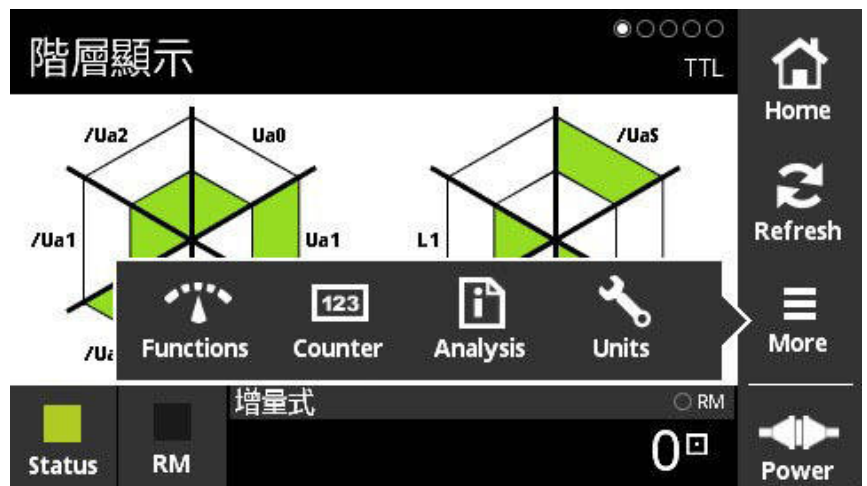 階層顯示
TTL
Home
/Ua2
Ua0
/UaS
Refresh
/Ua1
Ua1
L1
Functions
Counter
123
Analysis
Units
More
增量式
RM
Status
RM
0
Power